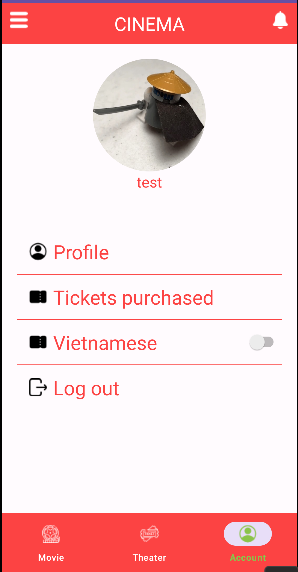 CINEMA
test
Profile
Tickets purchased
Vietnamese
Log out
Movie
Theater
Account